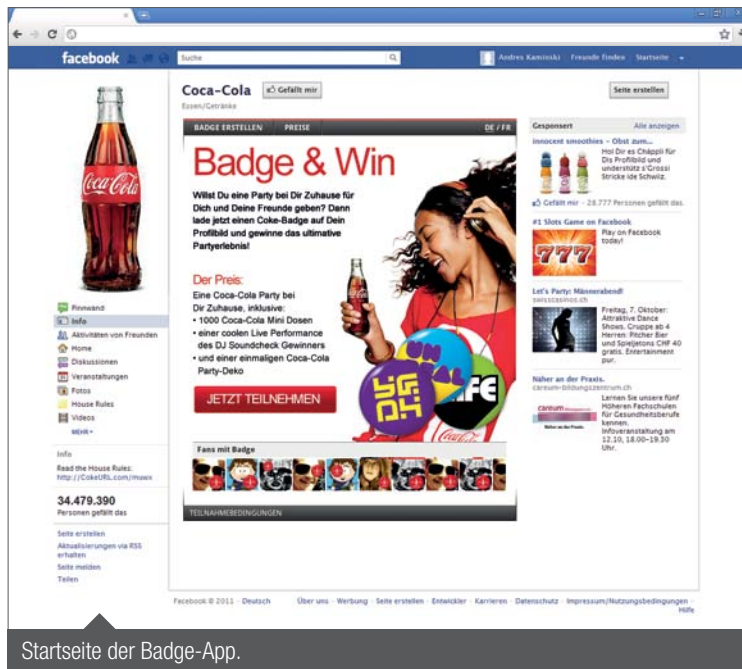 facebook
Suche
Andres Kaminski Freunde finden Startseite
Coca-Cola
Gefällt mir
Essen/Getränke
Seite erstellen
Coca-Cola
Pinnwand
Info
Aktivitäten von Freunden
Home
Diskussionen
Veranstaltungen
Fotos
House Rules
Videos
MEHR
Info
Read the House Rules:
http://CokeURL.com/muwx
34.479.390
Personen gefällt das
Seite erstellen
Aktualisierungen via RSS
erhalten
Seite melden
Teilen
BADGE ERSTELLEN PREISE DE / FR
Badge & Win
Willst Du eine Party bei Dir Zuhause für
Dich und Deine Freunde geben? Dann
lade jetzt einen Coke-Badge auf Dein
Profilbild und gewinne das ultimative
Partyerlebnis!
Der Preis:
Eine Coca-Cola Party bei
Dir Zuhause, inklusive:
• 1000 Coca-Cola Mini Dosen
• einer coolen Live Performance
des DJ Soundcheck Gewinners
• und einer einmaligen Coca-Cola
Party-Deko
JETZT TEILNEHMEN
Fans mit Badge
TEILNAHMEBEDINGUNGEN
Gesponsert Alle anzeigen
innocent smoothies – Obst zum...
Hol Dir es Chäppli für
Dis Profilbild und
understütz s'Grossi
Stricke ide Schwiiz.
Gefällt mir · 28.777 Personen gefällt das.
#1 Slots Game on Facebook
777
Play on Facebook
today!
Let's Party: Männerabend!
swisscasinos.ch
Freitag, 7. Oktober:
Attraktive Dance
Shows. Gruppe ab 4
Herren: Pitcher Bier
und Spieljetons CHF 40
gratis. Entertainment
pur.
Näher an der Praxis.
careum-bildungszentrum.ch
careum
Näher an der Praxis.
Lernen Sie unsere fünf
Höheren Fachschulen
für Gesundheitsberufe
kennen.
Infoveranstaltung am
12.10, 18.00–19.30
Uhr.
Facebook © 2011 · Deutsch
Über uns · Werbung · Seite erstellen · Entwickler · Karrieren · Datenschutz · Impressum/Nutzungsbedingungen ·
Hilfe
Startseite der Badge-App.